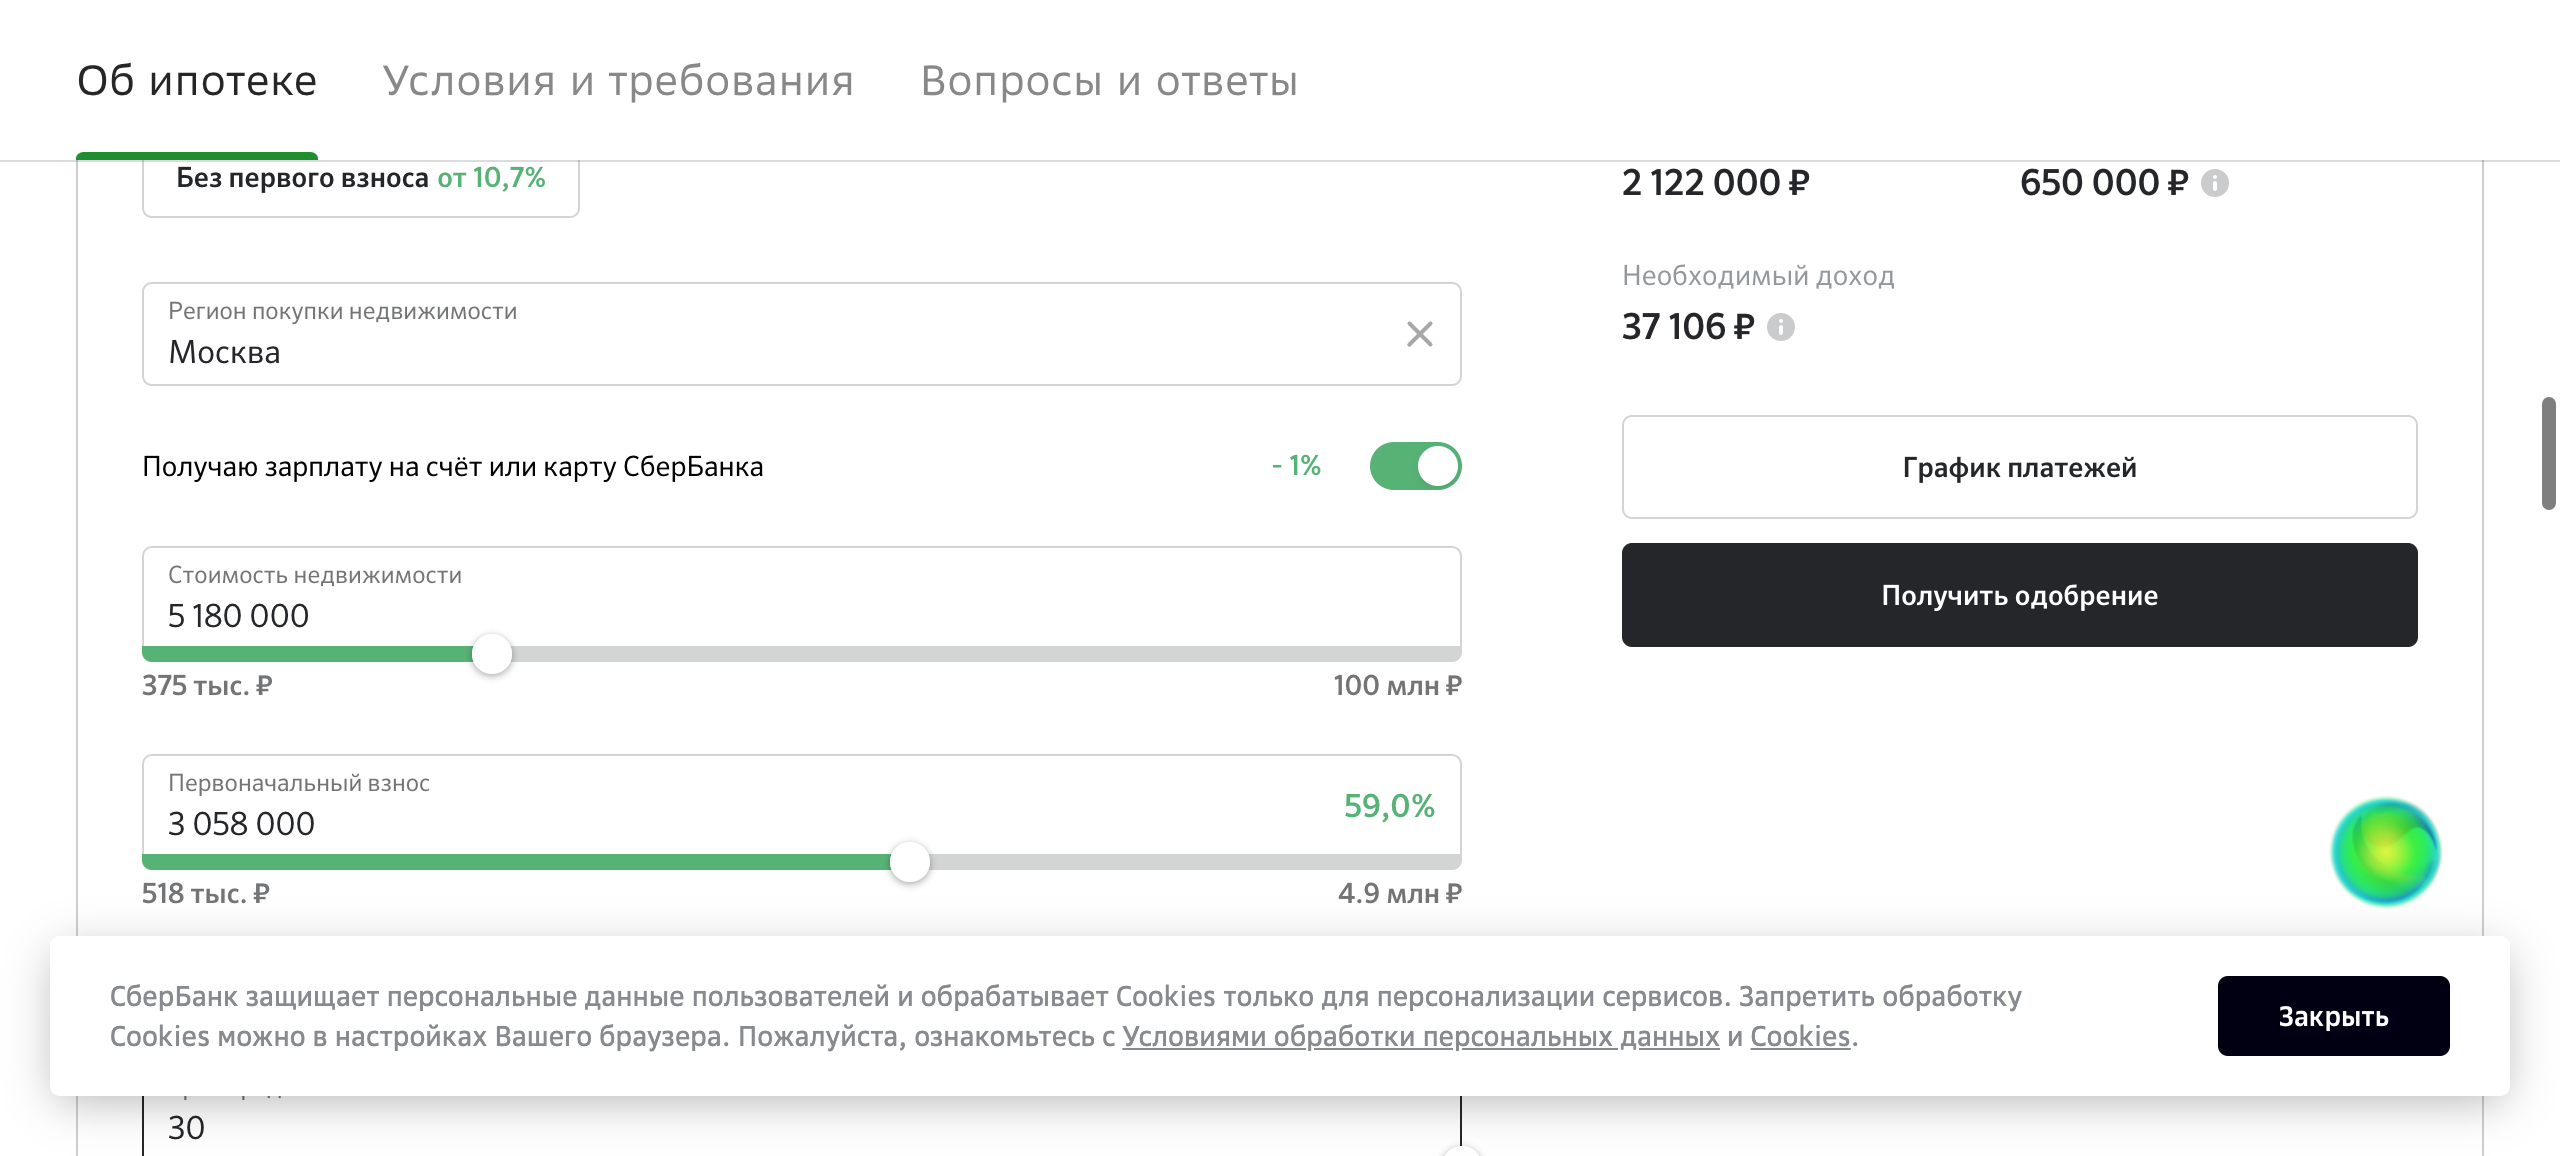 Об ипотеке
Условия и требования
Вопросы и ответы
Без первого взноса от 10,7%
2 122 000 ₽
650 000 ₽
Регион покупки недвижимости
Москва
Необходимый доход
37 106 ₽
Получаю зарплату на счёт или карту СберБанка
- 1%
График платежей
Стоимость недвижимости
5 180 000
375 тыс. ₽
100 млн ₽
Получить одобрение
Первоначальный взнос
3 058 000
59,0%
518 тыс. ₽
4.9 млн ₽
СберБанк защищает персональные данные пользователей и обрабатывает Cookies только для персонализации сервисов. Запретить обработку
Cookies можно в настройках Вашего браузера. Пожалуйста, ознакомьтесь с Условиями обработки персональных данных и Cookies.
Закрыть
30